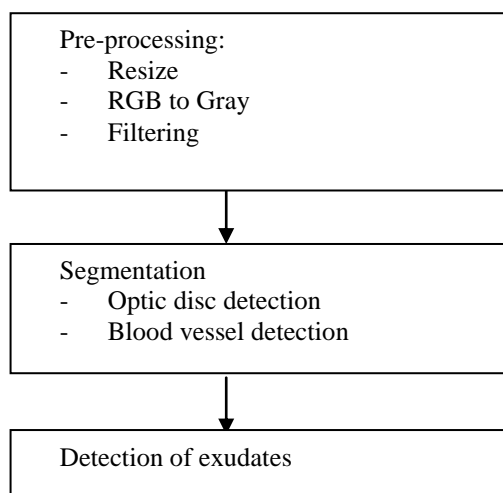 Pre-processing:
- Resize
- RGB to Gray
- Filtering
Segmentation
- Optic disc detection
- Blood vessel detection
Detection of exudates